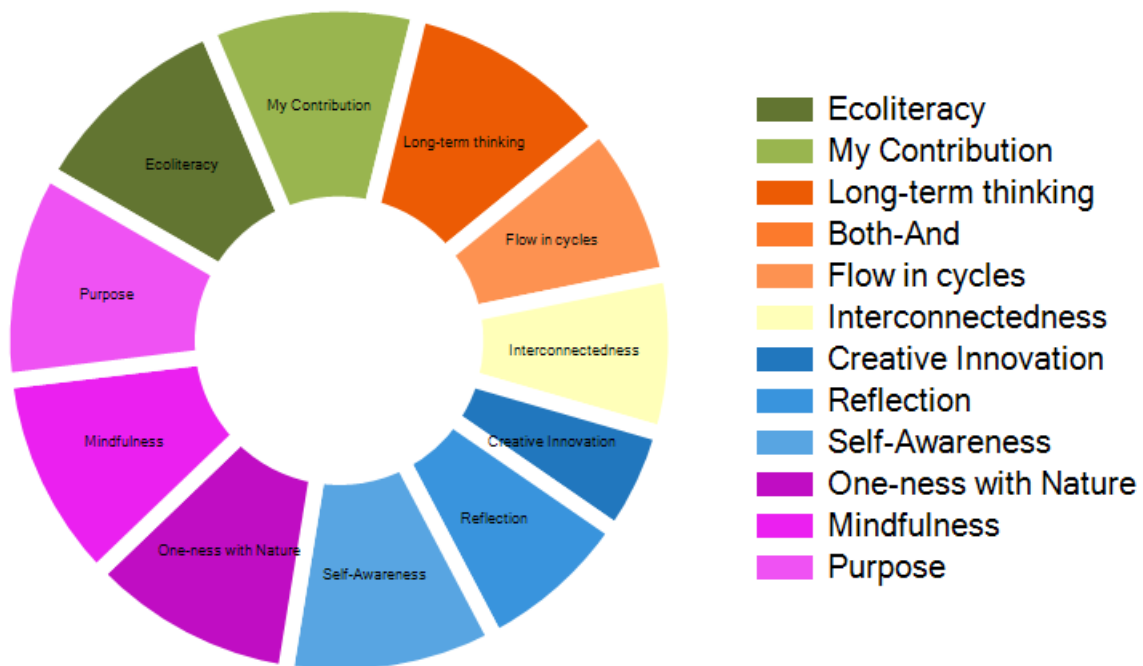 My Contribution
Long-term thinking
Ecoliteracy
Flow in cycles
Purpose
Interconnectedness
Mindfulness
Creative Innovation
Reflection
One-ness with Nature
Self-Awareness
Ecoliteracy
My Contribution
Long-term thinking
Both-And
Flow in cycles
Interconnectedness
Creative Innovation
Reflection
Self-Awareness
One-ness with Nature
Mindfulness
Purpose